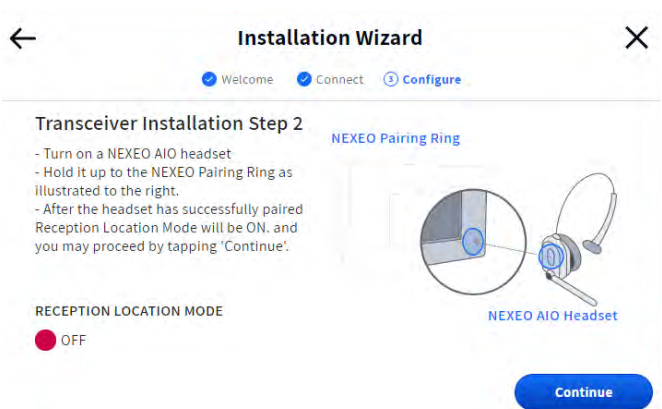 Installation Wizard
Welcome
Connect
3 Configure
Transceiver Installation Step 2
NEXEO Pairing Ring
- Turn on a NEXEO AIO headset
- Hold it up to the NEXEO Pairing Ring as
illustrated to the right.
- After the headset has successfully paired
Reception Location Mode will be ON. and
you may proceed by tapping 'Continue'.
NEXEO AIO Headset
RECEPTION LOCATION MODE
OFF
Continue